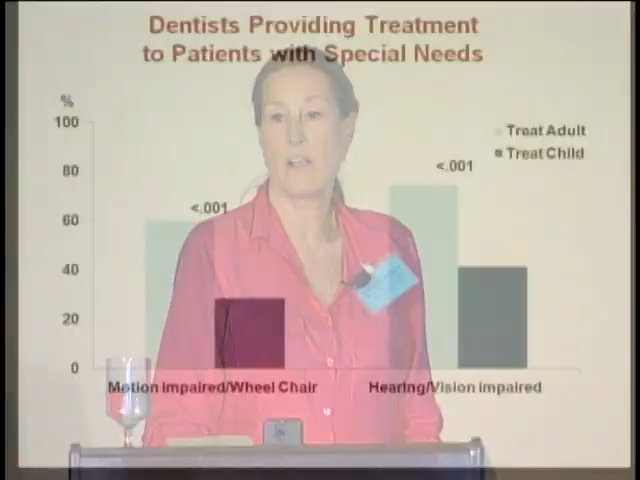 Dentists Providing Treatment
to Patients with Special Needs
%
100
80
60
40
20
0
<.001
<.001
Treat Adult
Treat Child
Motion impaired/Wheel Chair
Hearing/Vision impaired